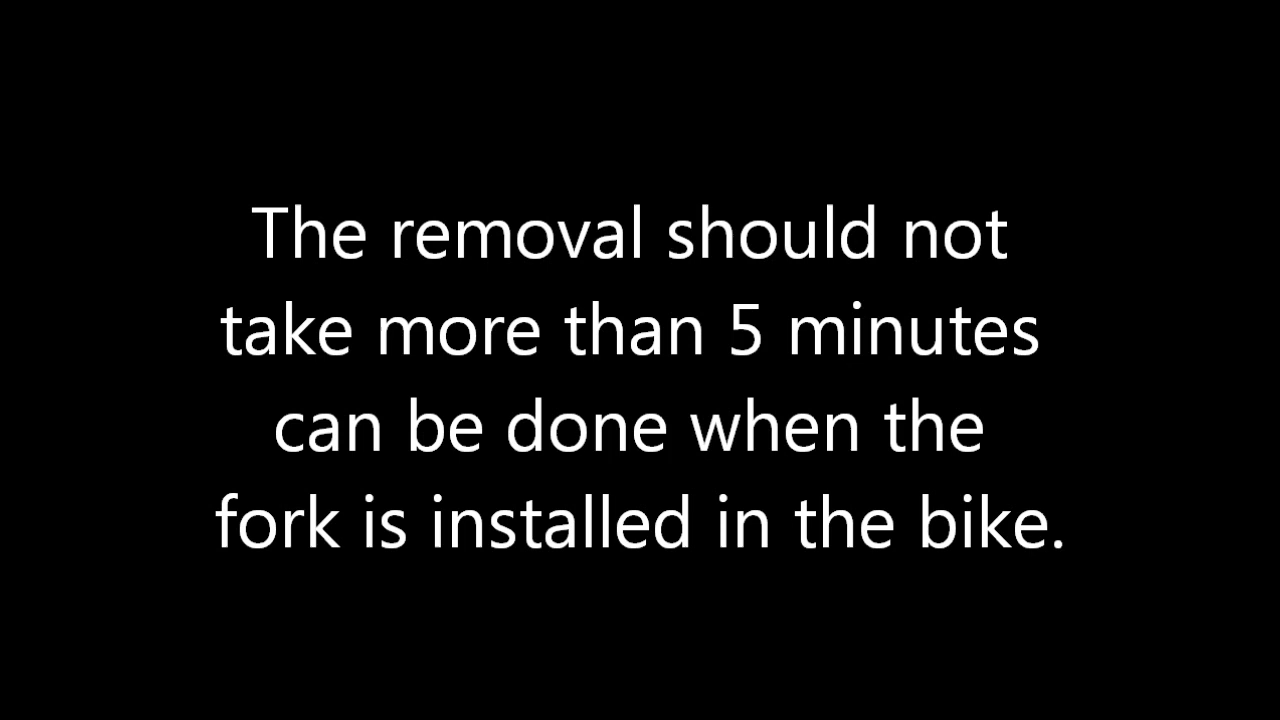 The removal should not
take more than 5 minutes
can be done when the
fork is installed in the bike.